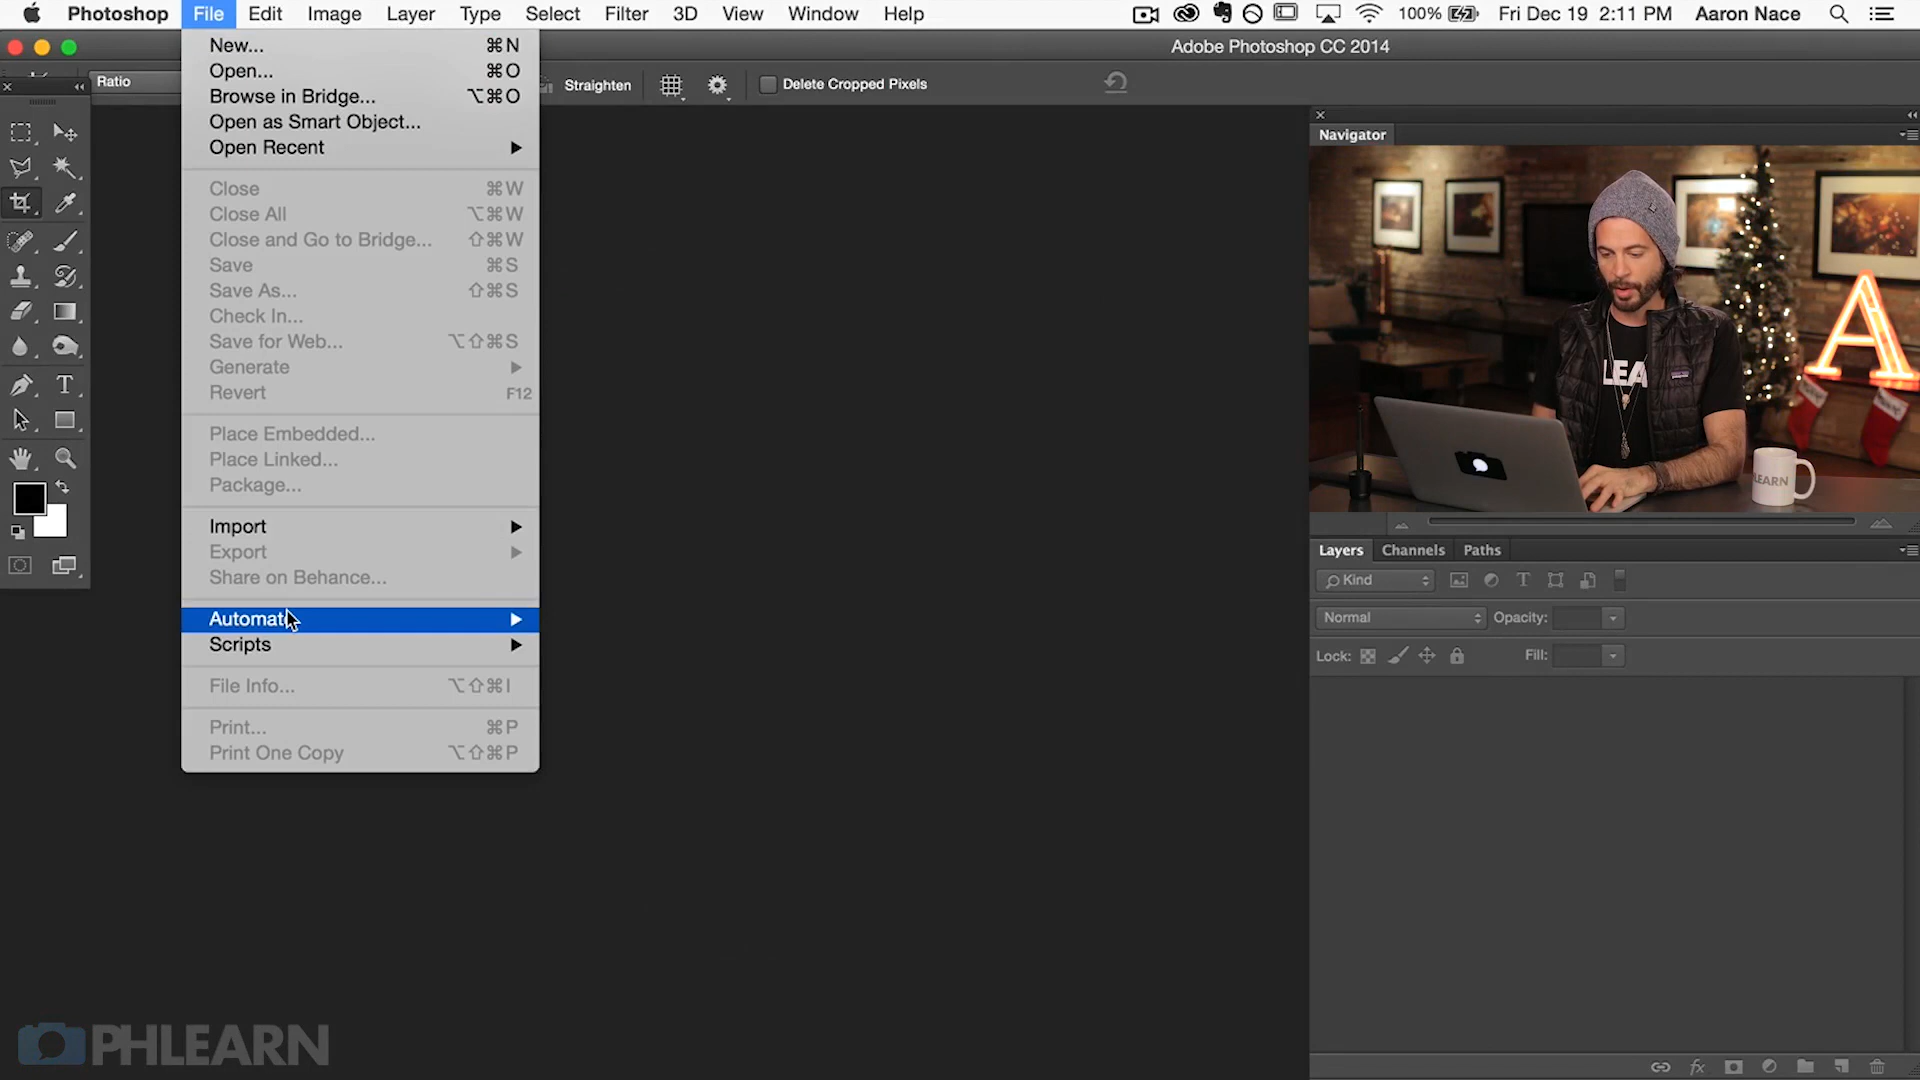 Photoshop File Edit Image Layer Type Select Filter 3D View Window Help 100% Fri Dec 19 2:11 PM Aaron Nace
Adobe Photoshop CC 2014
Ratio Straighten Delete Cropped Pixels
New... ⌘N
Open... ⌘O
Browse in Bridge... ⌥⌘O
Open as Smart Object...
Open Recent
Close ⌘W
Close All ⌥⌘W
Close and Go to Bridge... ⇧⌘W
Save ⌘S
Save As... ⇧⌘S
Check In...
Save for Web... ⌥⇧⌘S
Generate
Revert F12
Place Embedded...
Place Linked...
Package...
Import
Export
Share on Behance...
Automate
Scripts
File Info... ⌥⇧⌘I
Print... ⌘P
Print One Copy ⌥⇧⌘P
Navigator
A
LEAR
HLEARN
Layers Channels Paths
Kind
Normal Opacity:
Lock: Fill:
PHLEARN